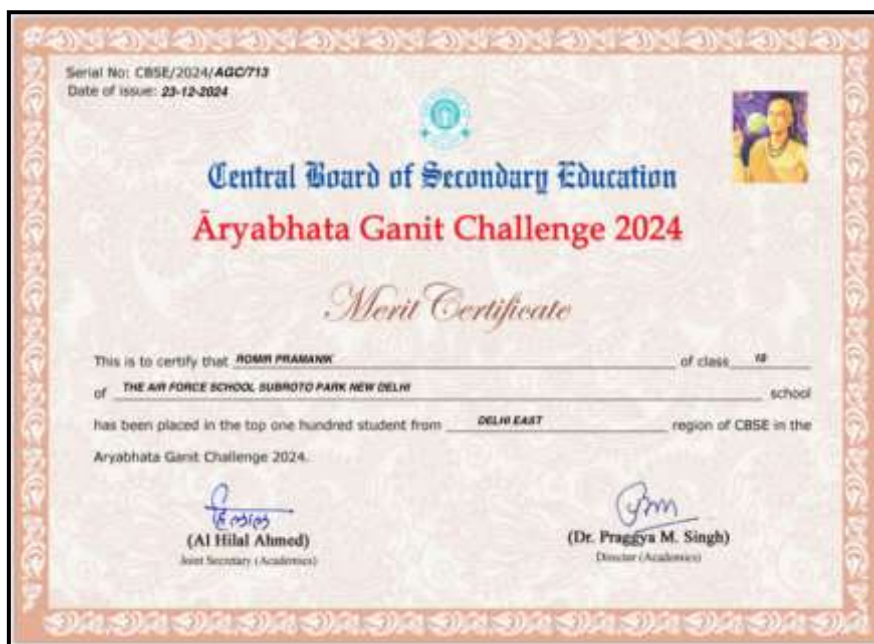 Serial No: CBSE/2024/AGC/713
Date of issue: 23-12-2024
Central Board of Secondary Education
Āryabhata Ganit Challenge 2024
Merit Certificate
This is to certify that ROMIR PRAMANIK of class 10
of THE AIR FORCE SCHOOL SUBROTO PARK NEW DELHI school
has been placed in the top one hundred student from DELHI EAST region of CBSE in the
Aryabhata Ganit Challenge 2024.
(Al Hilal Ahmed)
Joint Secretary (Academics)
(Dr. Praggya M. Singh)
Director (Academics)